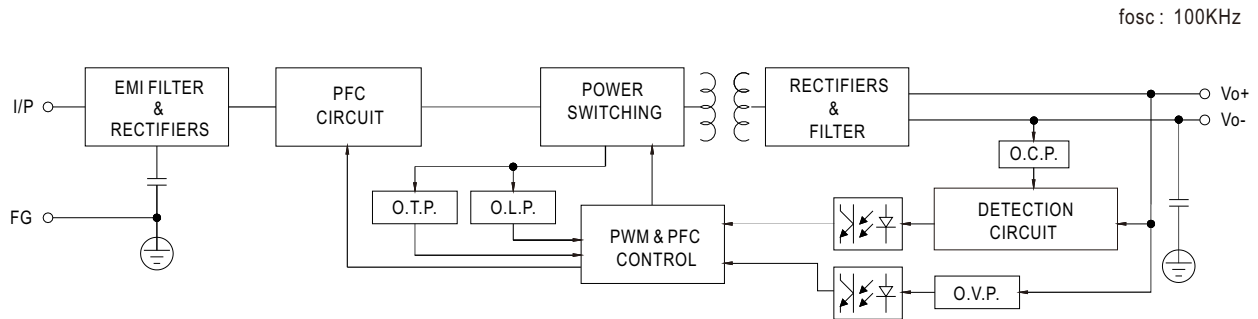 fosc : 100KHz
I/P
EMI FILTER
&
RECTIFIERS
PFC
CIRCUIT
POWER
SWITCHING
RECTIFIERS
&
FILTER
Vo+
Vo-
O.C.P.
FG
O.T.P.
O.L.P.
PWM & PFC
CONTROL
DETECTION
CIRCUIT
O.V.P.